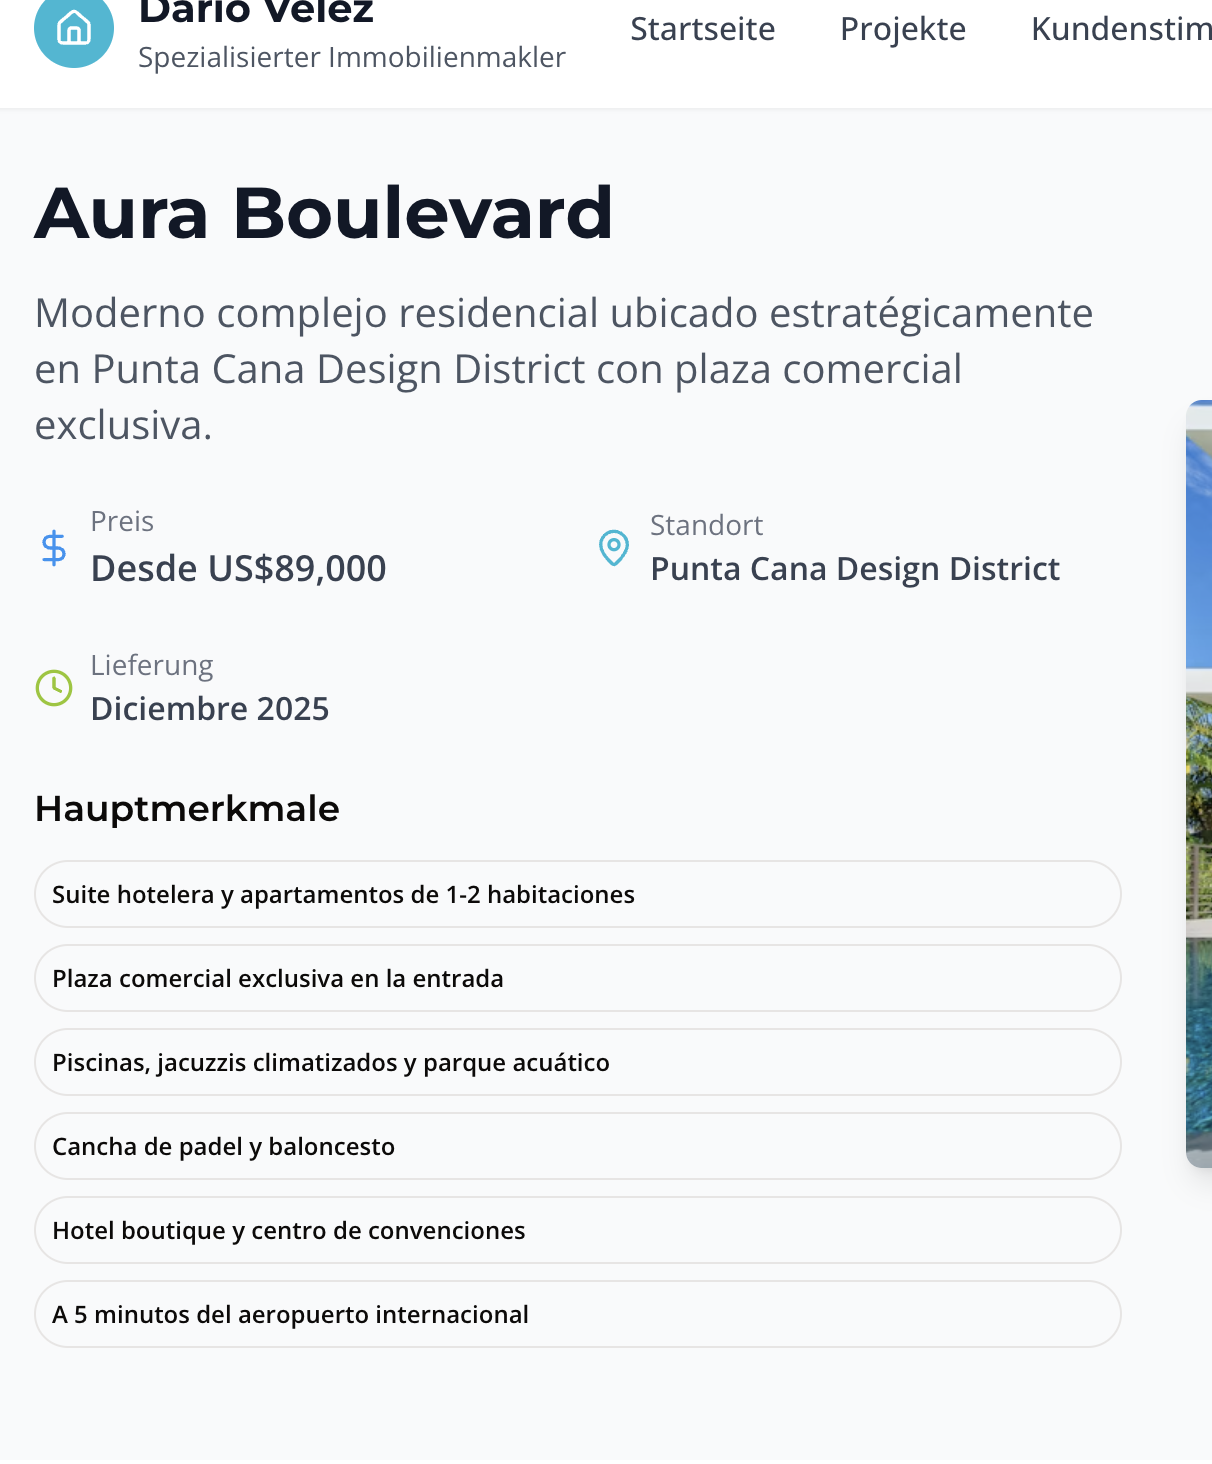 Dario Velez
Spezialisierter Immobilienmakler
Startseite
Projekte
Aura Boulevard
Moderno complejo residencial ubicado estratégicamente
en Punta Cana Design District con plaza comercial
exclusiva.
Preis
Desde US$89,000
Standort
Punta Cana Design District
Lieferung
Diciembre 2025
Hauptmerkmale
Suite hotelera y apartamentos de 1-2 habitaciones
Plaza comercial exclusiva en la entrada
Piscinas, jacuzzis climatizados y parque acuático
Cancha de padel y baloncesto
Hotel boutique y centro de convenciones
A 5 minutos del aeropuerto internacional